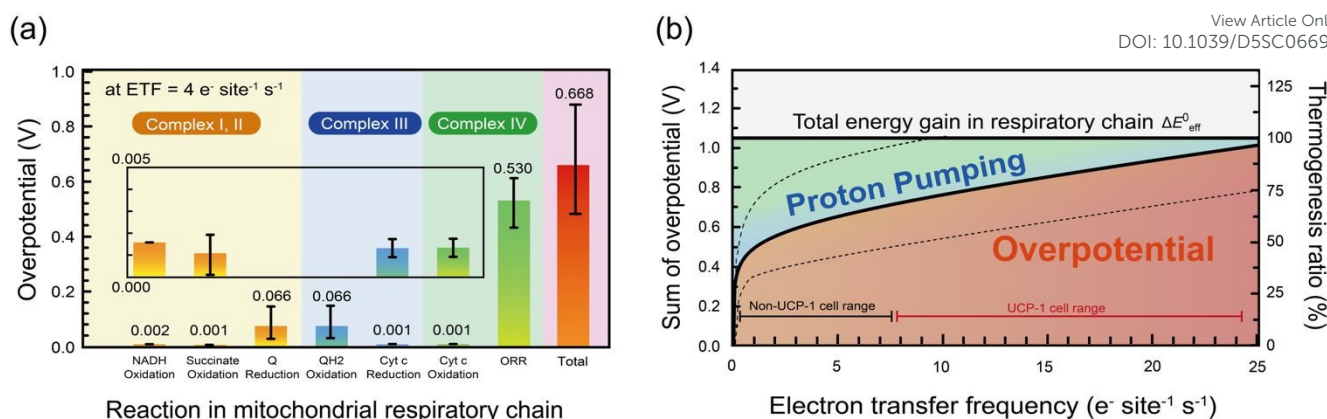 View Article Onl
DOI: 10.1039/D5SC0669
(a)
at ETF = 4 e- site-1 s-1
Complex I, II
Complex III
Complex IV
Overpotential (V)
1.0
0.8
0.6
0.4
0.2
0.0
0.005
0.000
0.002
0.001
0.066
0.066
0.001
0.001
0.530
0.668
NADH
Oxidation
Succinate
Oxidation
Q
Reduction
QH2
Oxidation
Cyt c
Reduction
Cyt c
Oxidation
ORR
Total
Reaction in mitochondrial respiratory chain
(b)
Sum of overpotential (V)
1.4
1.2
1.0
0.8
0.6
0.4
0.2
0.0
Total energy gain in respiratory chain ΔE0eff
Proton Pumping
Overpotential
Non-UCP-1 cell range
UCP-1 cell range
125
100
75
50
25
0
Thermogenesis ratio (%)
0
5
10
15
20
25
Electron transfer frequency (e- site-1 s-1)